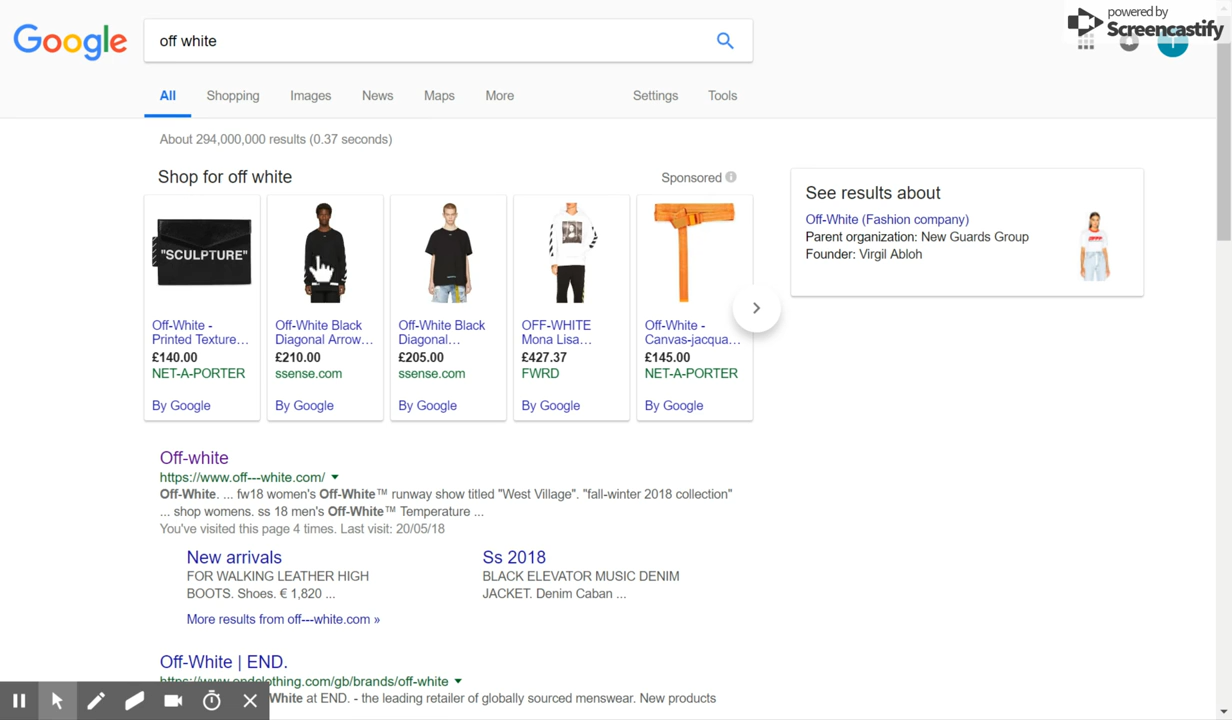 powered by
Screencastify
Google
off white
All Shopping Images News Maps More Settings Tools
About 294,000,000 results (0.37 seconds)
Shop for off white
Sponsored
"SCULPTURE"
Off-White -
Printed Texture...
£140.00
NET-A-PORTER
By Google
Off-White Black
Diagonal Arrow...
£210.00
ssense.com
By Google
Off-White Black
Diagonal...
£205.00
ssense.com
By Google
OFF-WHITE
Mona Lisa...
£427.37
FWRD
By Google
Off-White -
Canvas-jacqua...
£145.00
NET-A-PORTER
By Google
See results about
Off-White (Fashion company)
Parent organization: New Guards Group
Founder: Virgil Abloh
Off-white
https://www.off---white.com/
Off-White. ... fw18 women's Off-White™ runway show titled "West Village". "fall-winter 2018 collection"
... shop womens. ss 18 men's Off-White™ Temperature ...
You've visited this page 4 times. Last visit: 20/05/18
New arrivals
FOR WALKING LEATHER HIGH
BOOTS. Shoes. € 1,820 ...
Ss 2018
BLACK ELEVATOR MUSIC DENIM
JACKET. Denim Caban ...
More results from off---white.com »
Off-White | END.
https://www.endclothing.com/gb/brands/off-white
White at END. - the leading retailer of globally sourced menswear. New products